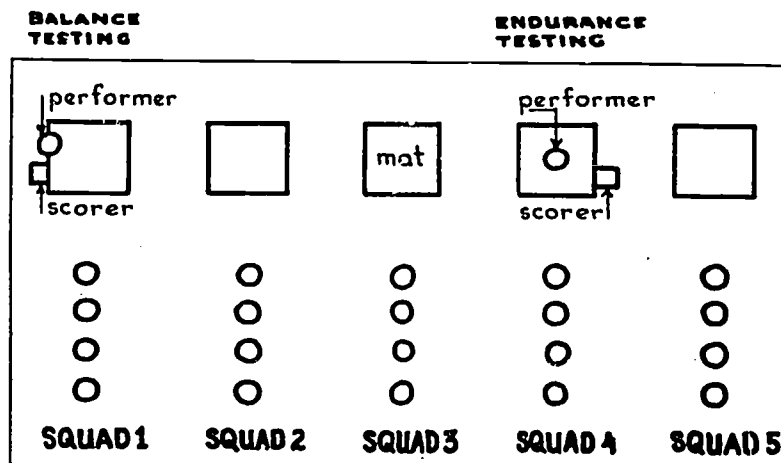 BALANCE
TESTING
ENDURANCE
TESTING
performer
performer
mat
scorer
scorer
SQUAD 1
SQUAD 2
SQUAD 3
SQUAD 4
SQUAD 5